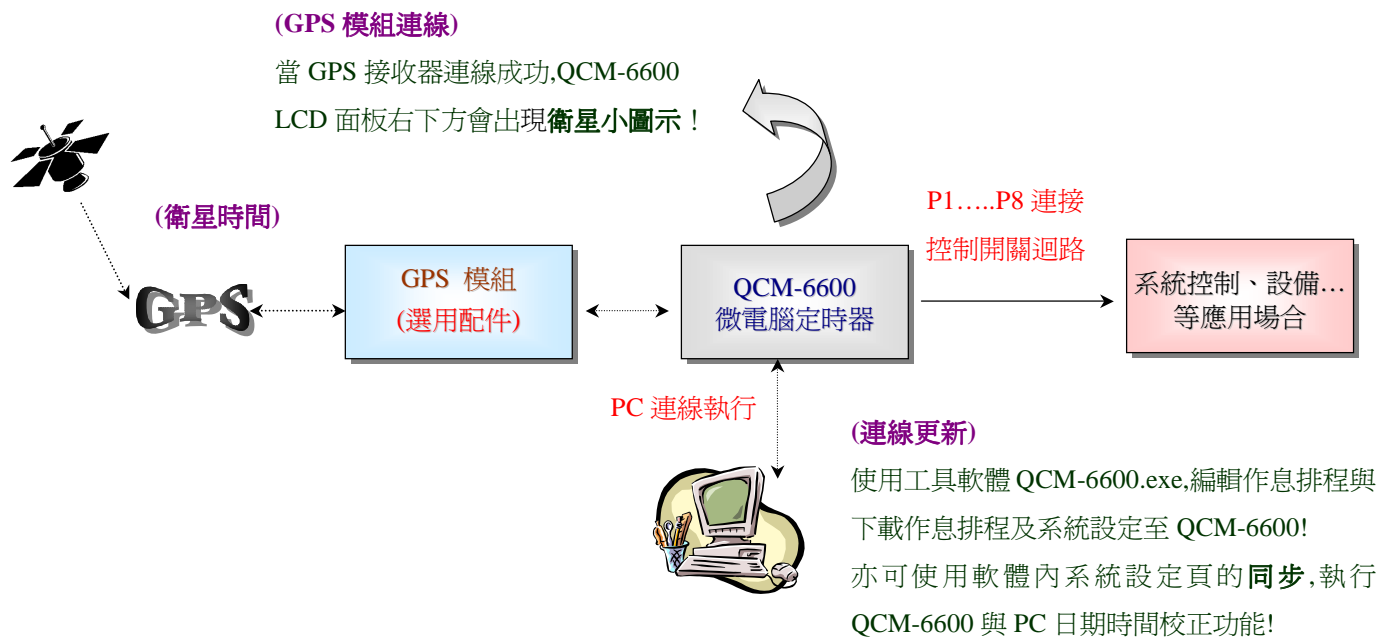 (GPS 模組連線)
當 GPS 接收器連線成功,QCM-6600
LCD 面板右下方會出現衛星小圖示！
(衛星時間)
GPS
GPS 模組
(選用配件)
QCM-6600
微電腦定時器
P1…..P8 連接
控制開關迴路
系統控制、設備…
等應用場合
PC 連線執行
(連線更新)
使用工具軟體 QCM-6600.exe,編輯作息排程與
下載作息排程及系統設定至 QCM-6600!
亦可使用軟體內系統設定頁的同步,執行
QCM-6600 與 PC 日期時間校正功能!